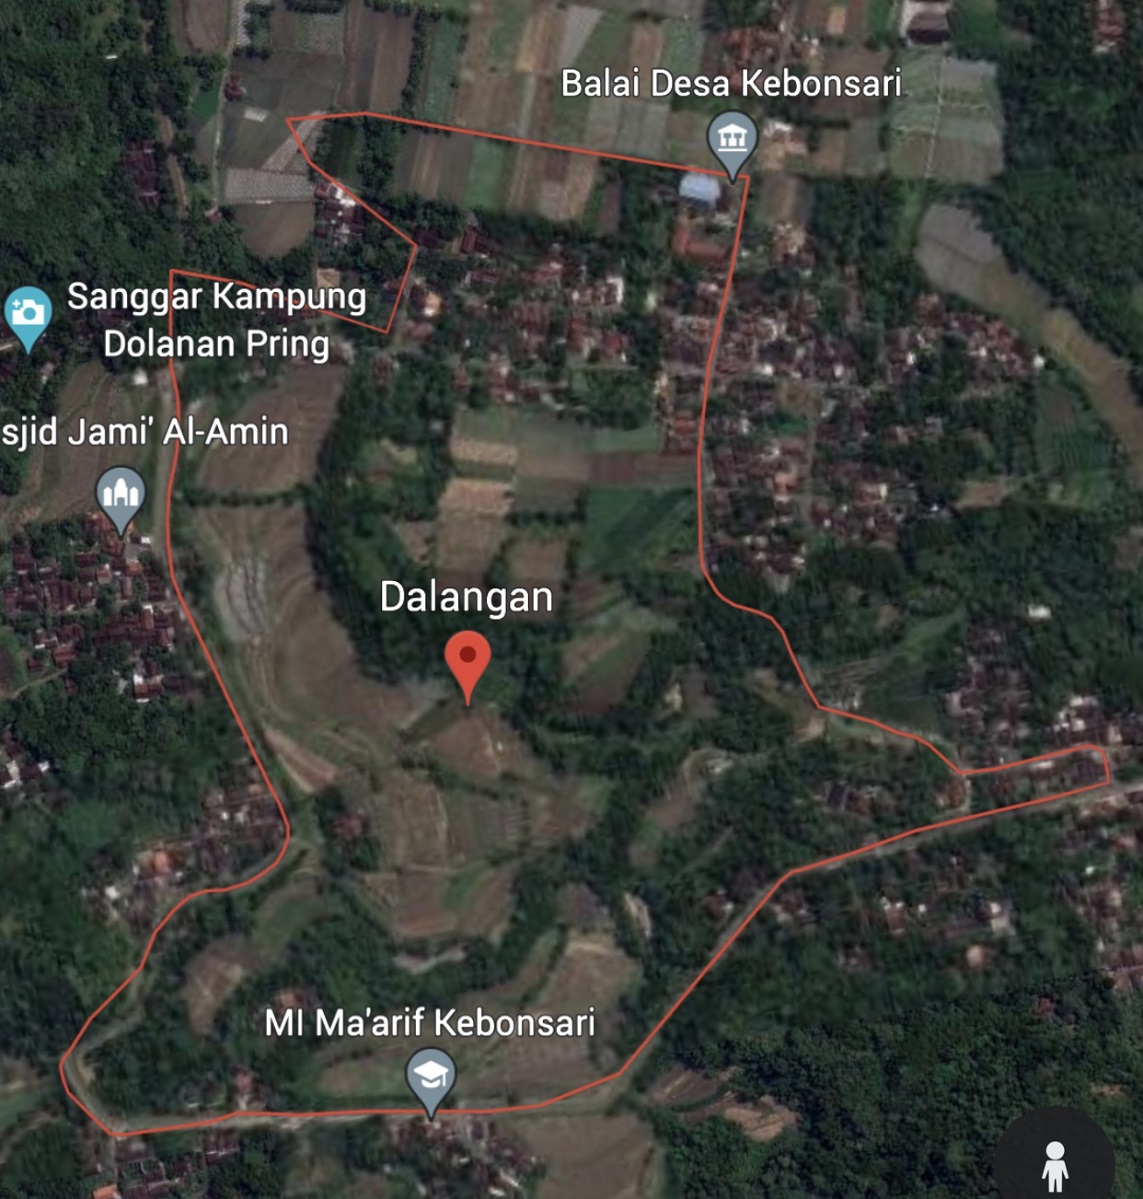 Balai Desa Kebonsari
Sanggar Kampung
Dolanan Pring
sjid Jami' Al-Amin
Dalangan
MI Ma'arif Kebonsari